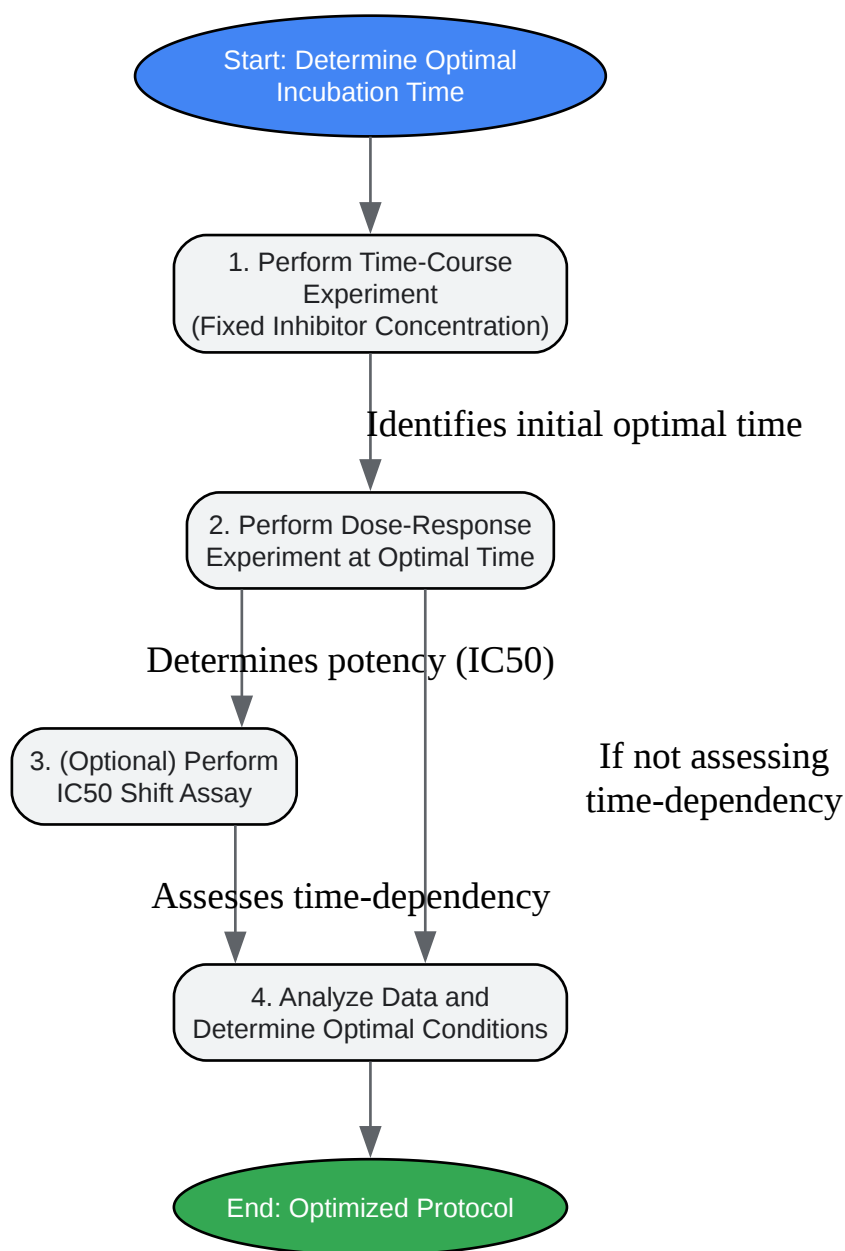 Start: Determine Optimal
Incubation Time
1. Perform Time-Course
Experiment
(Fixed Inhibitor Concentration)
Identifies initial optimal time
2. Perform Dose-Response
Experiment at Optimal Time
Determines potency (IC50)
3. (Optional) Perform
IC50 Shift Assay
If not assessing
time-dependency
Assesses time-dependency
4. Analyze Data and
Determine Optimal Conditions
End: Optimized Protocol